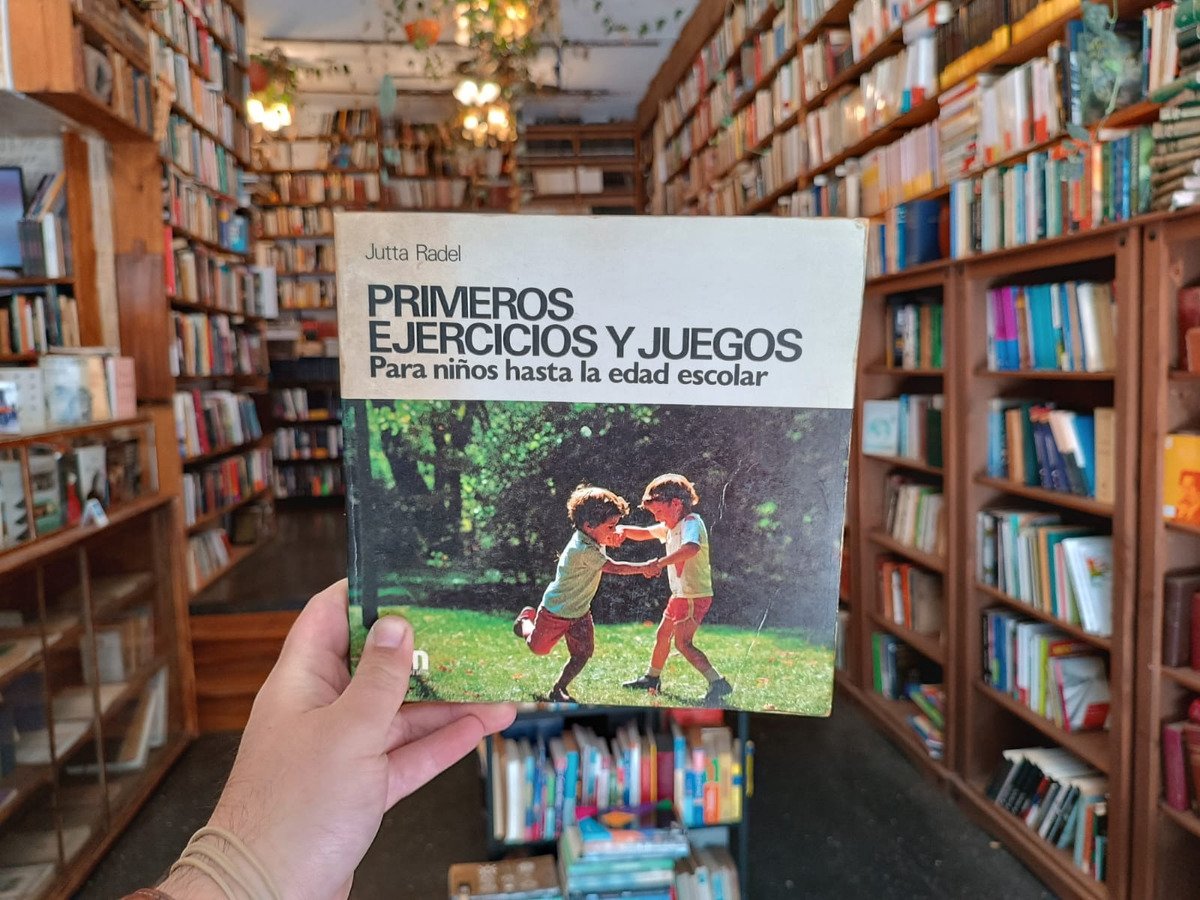 Jutta Radel
PRIMEROS
EJERCICIOS Y JUEGOS
Para niños hasta la edad escolar